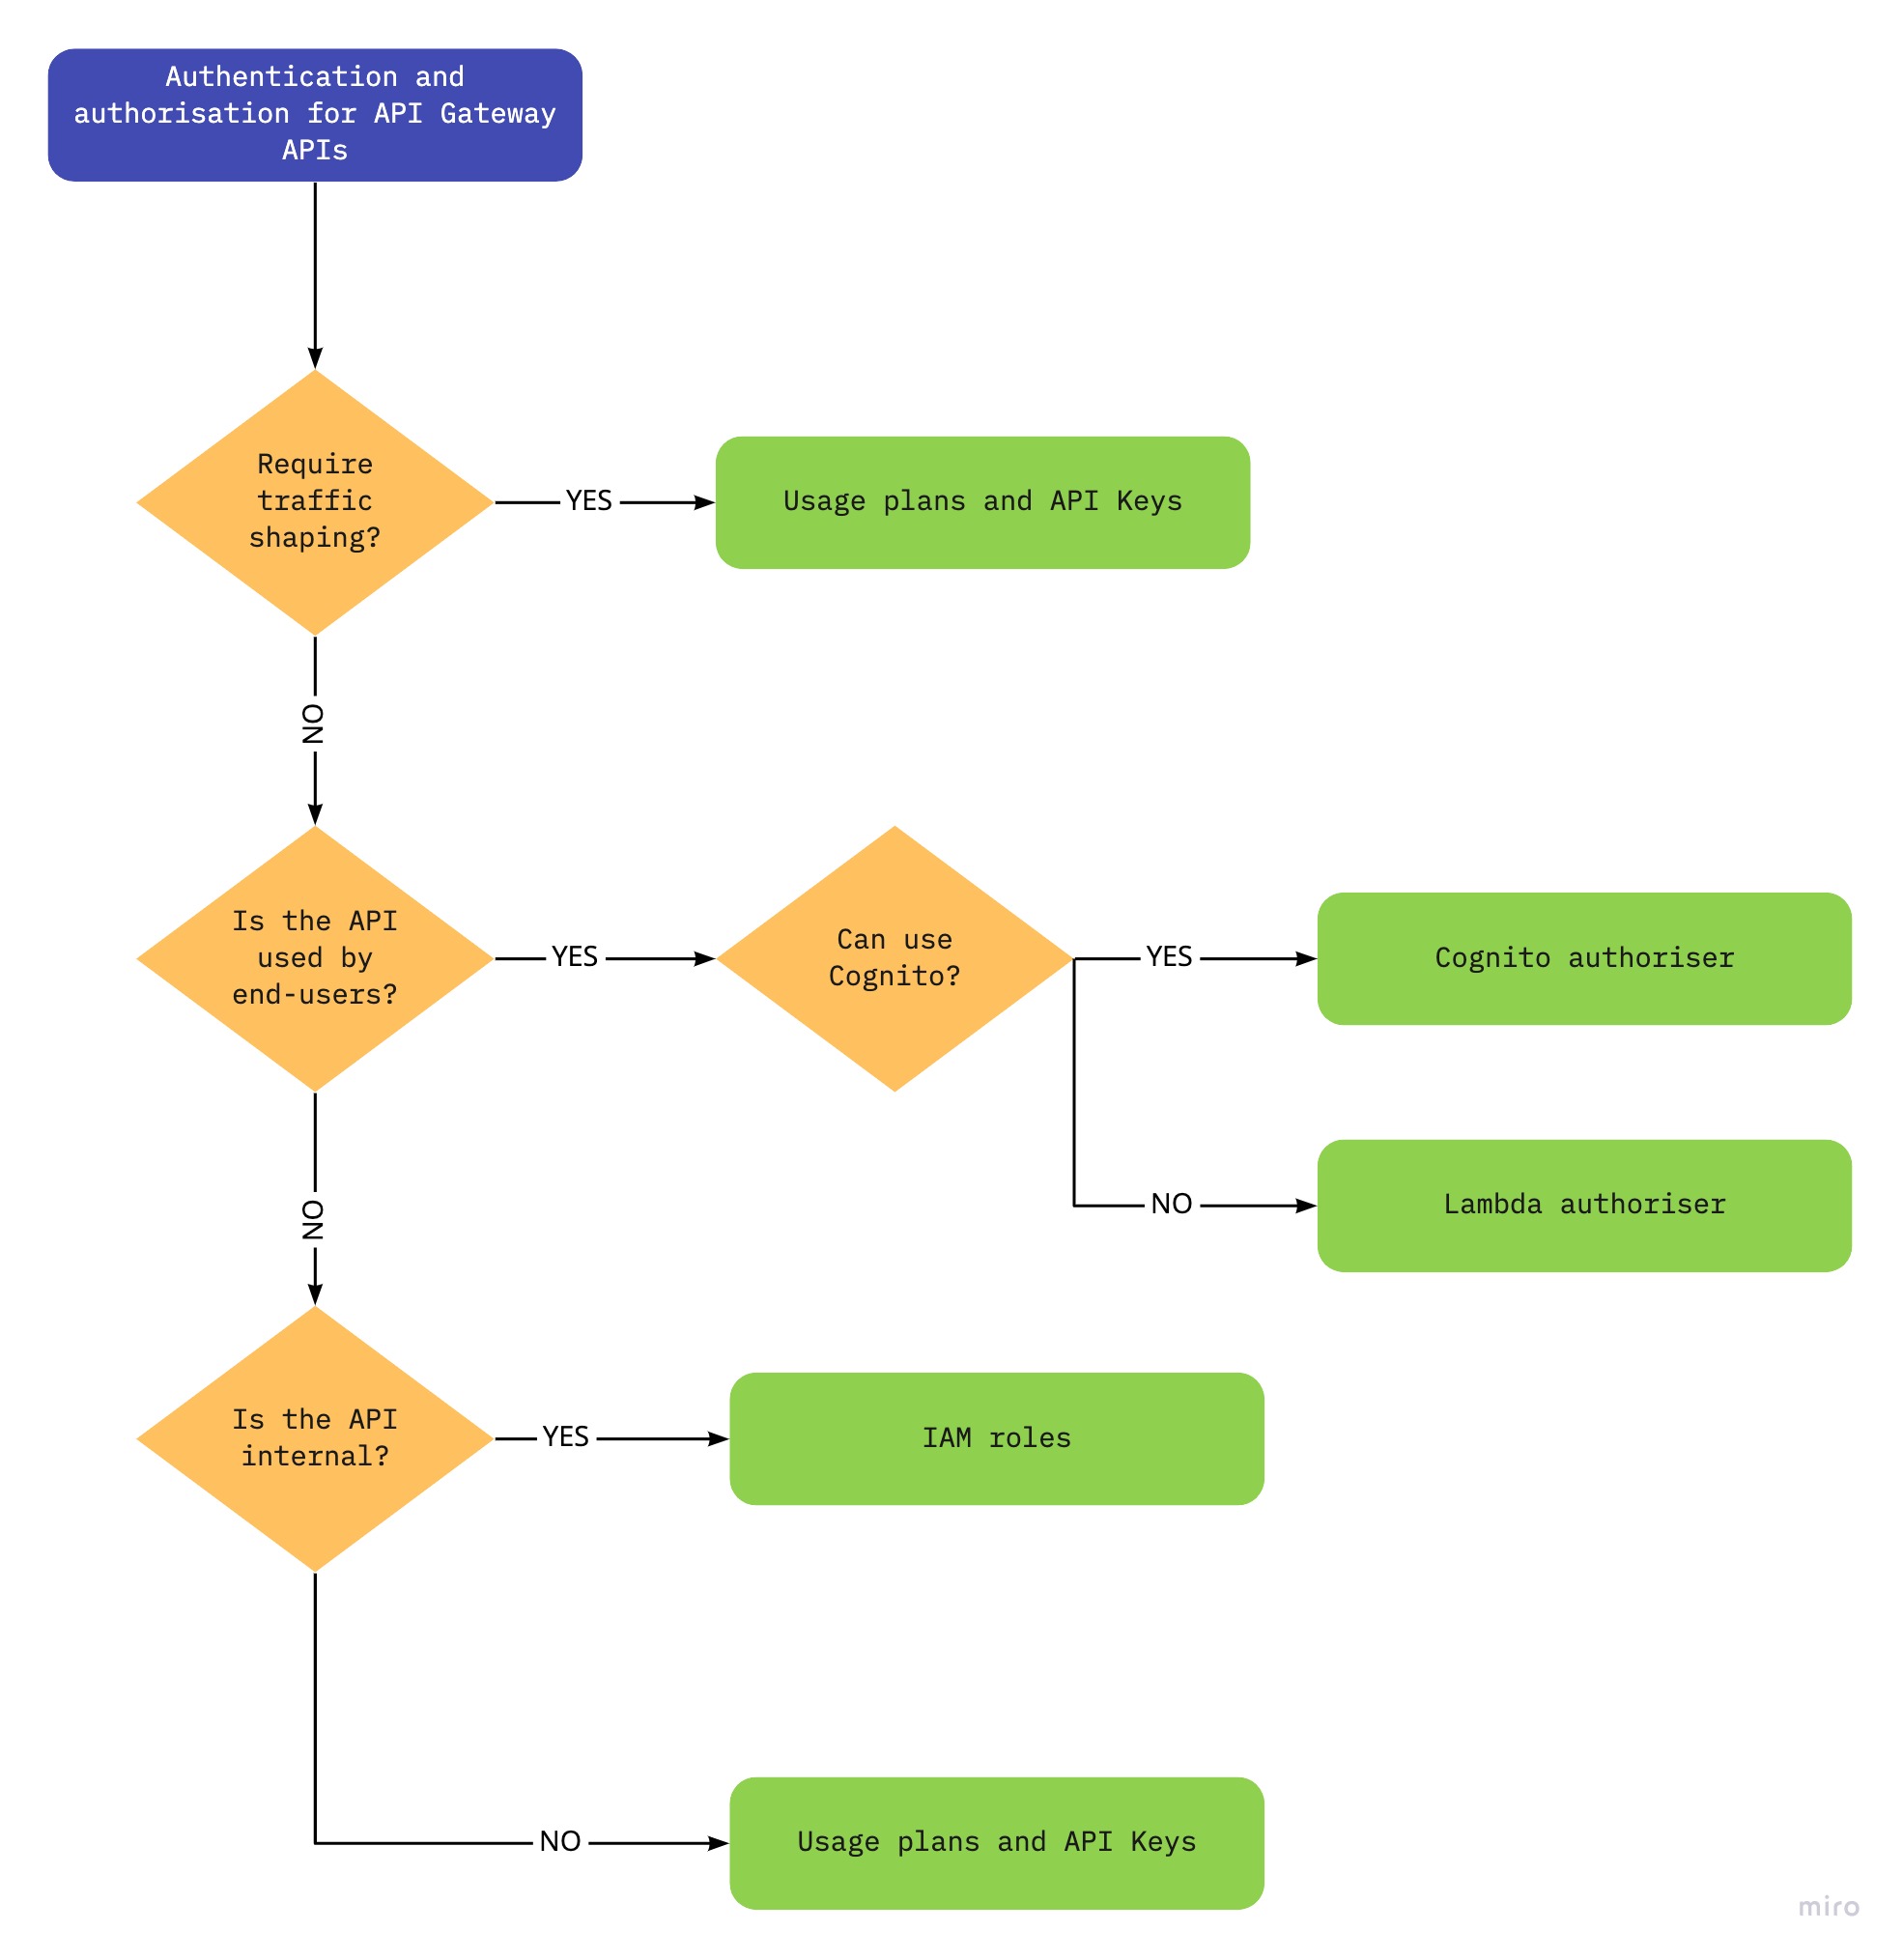 Authentication and
authorisation for API Gateway
APIs
Require
traffic
shaping?
YES
Usage plans and API Keys
NO
Is the API
used by
end-users?
YES
Can use
Cognito?
YES
Cognito authoriser
NO
Lambda authoriser
NO
Is the API
internal?
YES
IAM roles
NO
Usage plans and API Keys
miro